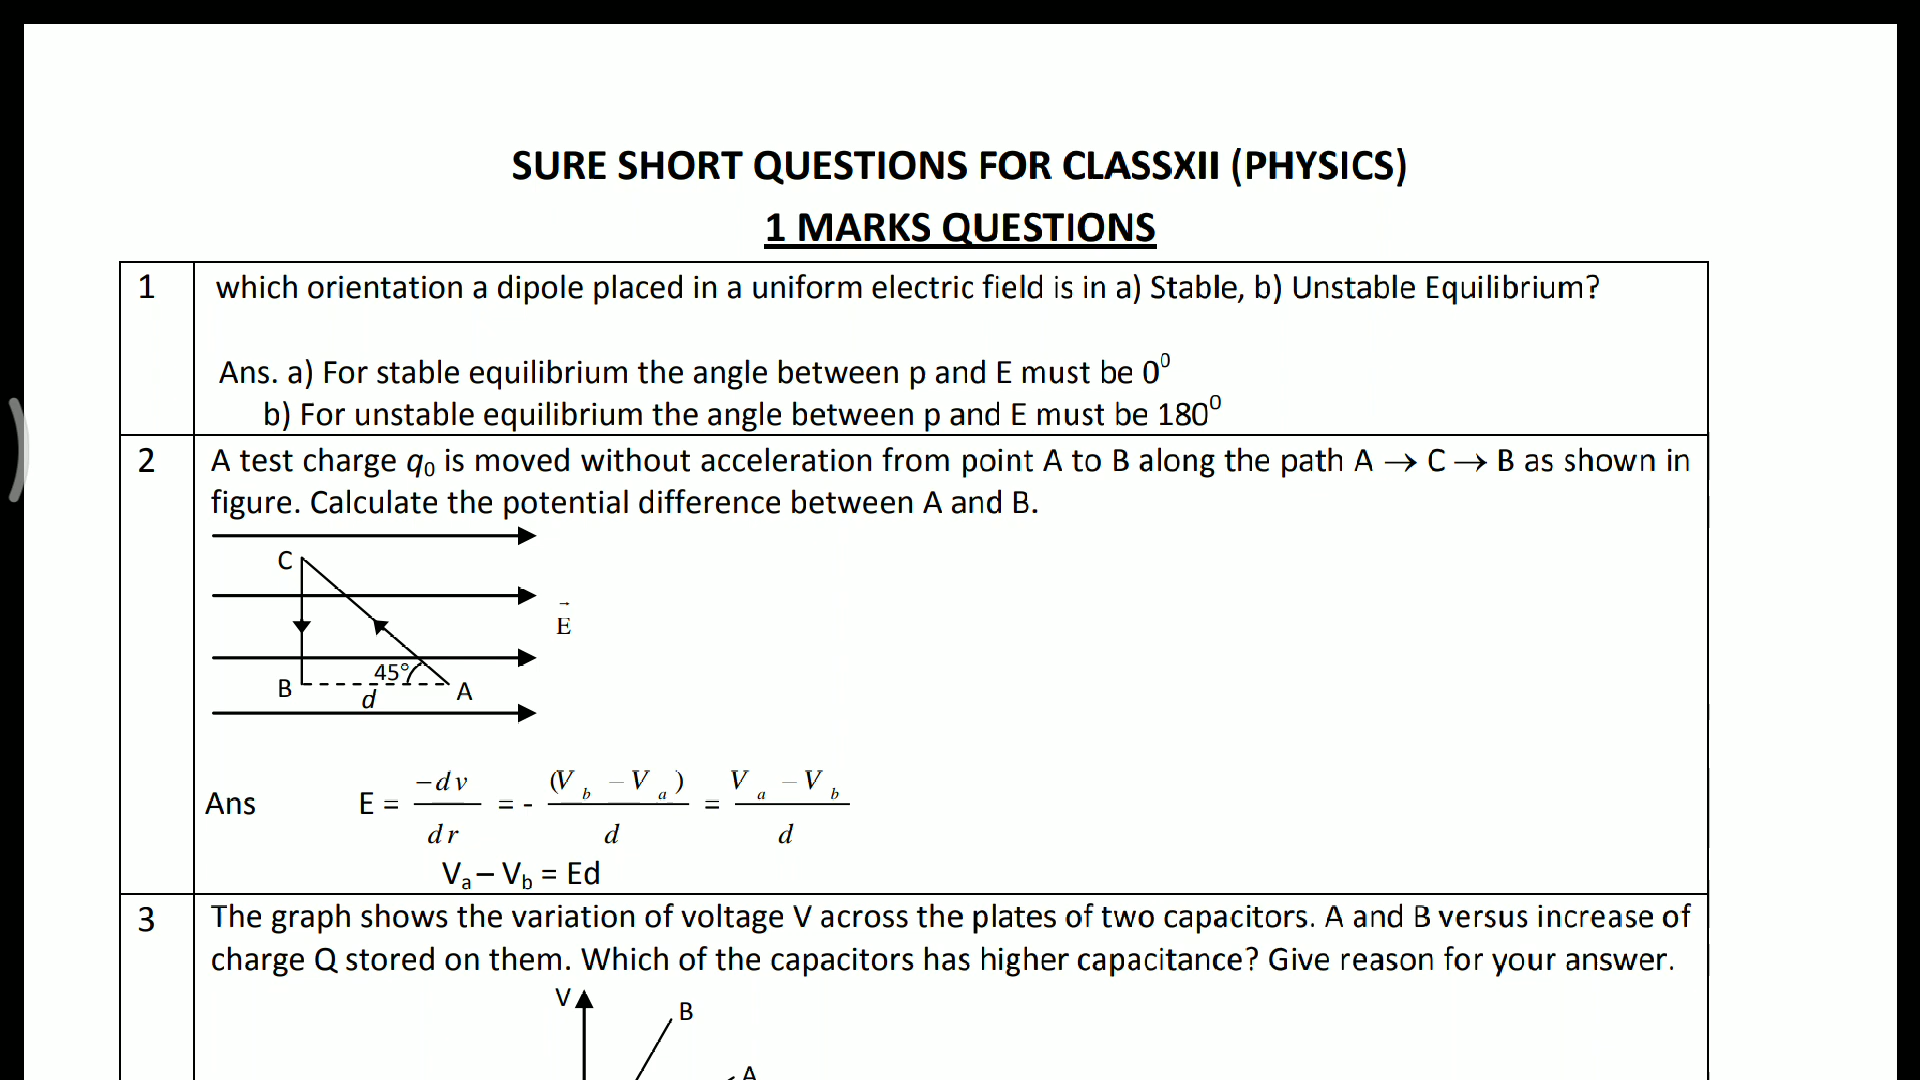 SURE SHORT QUESTIONS FOR CLASSXII (PHYSICS)
1 MARKS QUESTIONS
1 which orientation a dipole placed in a uniform electric field is in a) Stable, b) Unstable Equilibrium?
Ans. a) For stable equilibrium the angle between p and E must be 0⁰
b) For unstable equilibrium the angle between p and E must be 180⁰
2 A test charge q₀ is moved without acceleration from point A to B along the path A → C → B as shown in
figure. Calculate the potential difference between A and B.
C
E⃗
45°
B d A
Ans E = −dv/dr = - (V_b − V_a)/d = V_a − V_b/d
Vₐ – V_b = Ed
3 The graph shows the variation of voltage V across the plates of two capacitors. A and B versus increase of
charge Q stored on them. Which of the capacitors has higher capacitance? Give reason for your answer.
V
B
A